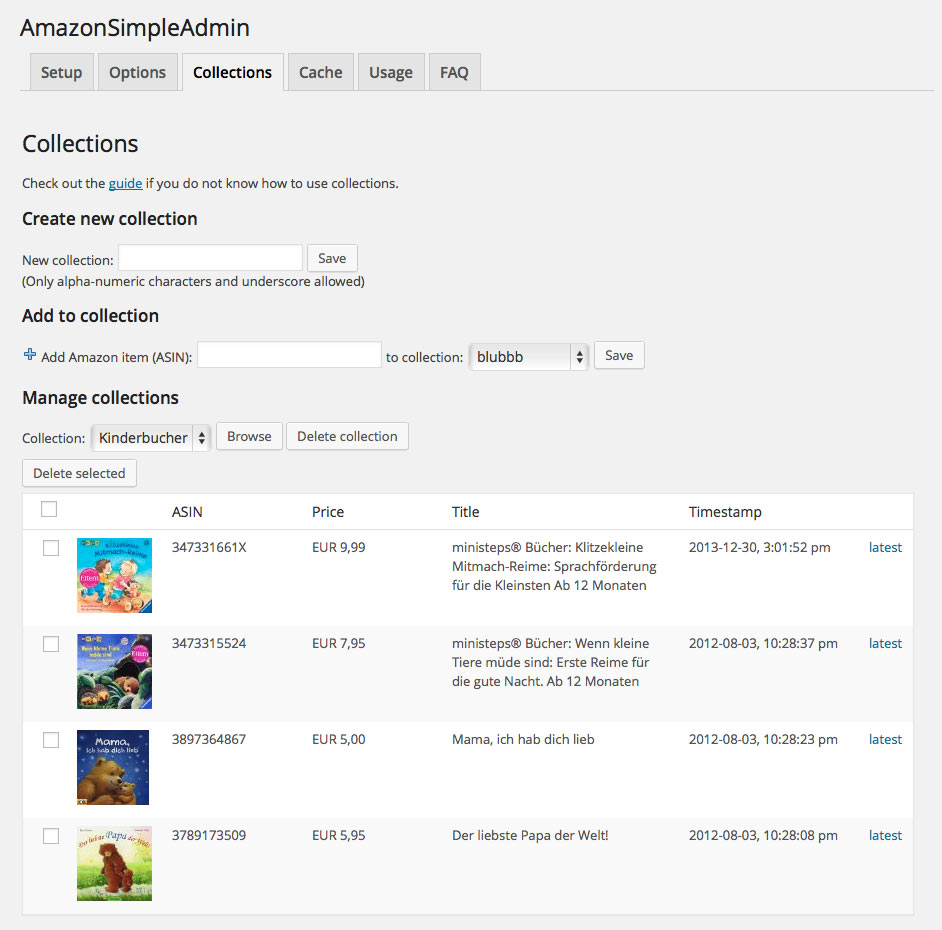 AmazonSimpleAdmin
Setup Options Collections Cache Usage FAQ
Collections
Check out the guide if you do not know how to use collections.
Create new collection
New collection: Save
(Only alpha-numeric characters and underscore allowed)
Add to collection
Add Amazon item (ASIN): to collection: blubbb Save
Manage collections
Collection: Kinderbucher Browse Delete collection
Delete selected
ASIN Price Title Timestamp
347331661X EUR 9,99 ministeps® Bücher: Klitzekleine 2013-12-30, 3:01:52 pm latest
Mitmach-Reime: Sprachförderung
für die Kleinsten Ab 12 Monaten
Klitzekleine
Mitmach-Reime
Eltern
3473315524 EUR 7,95 ministeps® Bücher: Wenn kleine 2012-08-03, 10:28:37 pm latest
Tiere müde sind: Erste Reime für
die gute Nacht. Ab 12 Monaten
Wenn kleine Tiere
müde sind
Eltern
3897364867 EUR 5,00 Mama, ich hab dich lieb 2012-08-03, 10:28:23 pm latest
Mama,
ich hab dich lieb
3789173509 EUR 5,95 Der liebste Papa der Welt! 2012-08-03, 10:28:08 pm latest
Der liebste Papa der Welt!